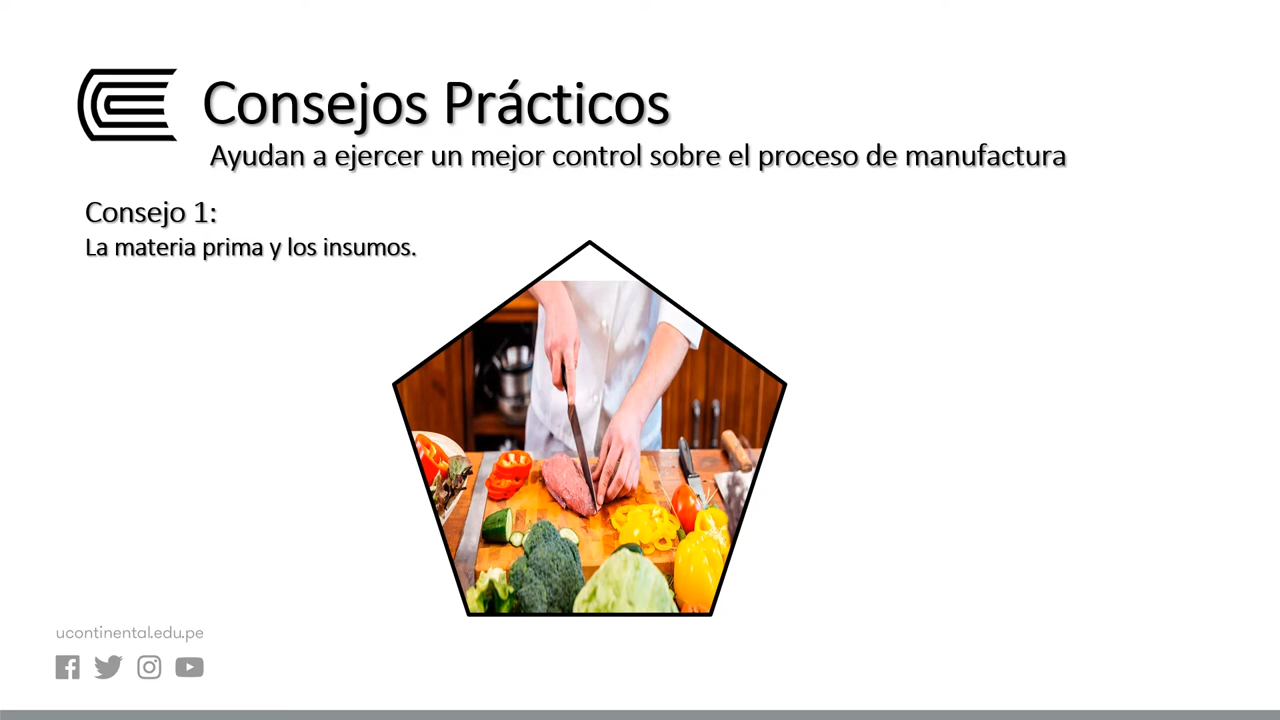 Consejos Prácticos
Ayudan a ejercer un mejor control sobre el proceso de manufactura
Consejo 1:
La materia prima y los insumos.
ucontinental.edu.pe